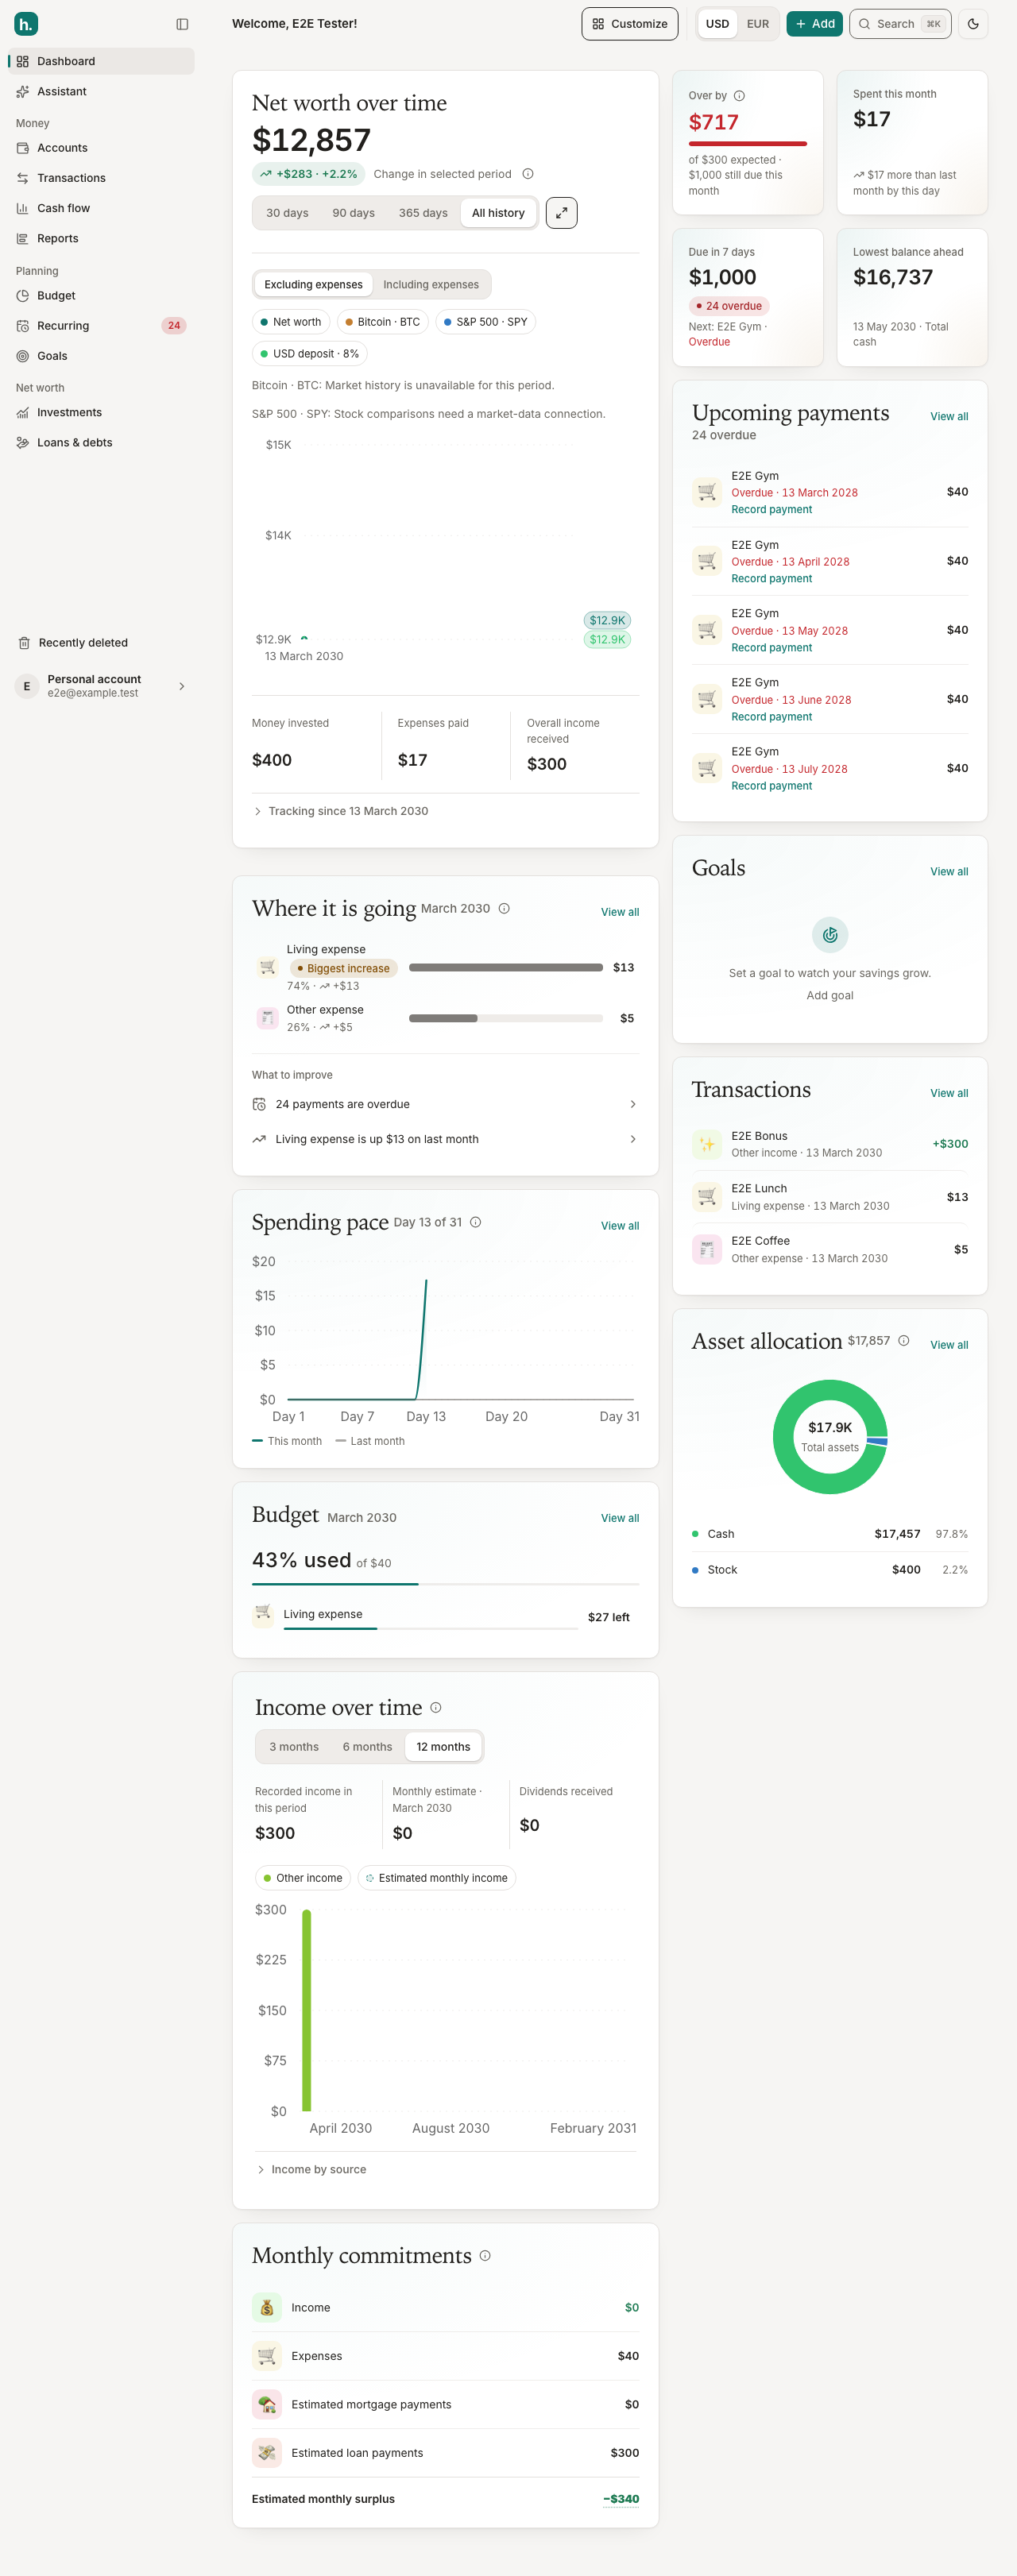 h.
Dashboard
Assistant
Money
Accounts
Transactions
Cash flow
Reports
Planning
Budget
Recurring 24
Goals
Net worth
Investments
Loans & debts
Recently deleted
E
Personal account
e2e@example.test
Welcome, E2E Tester!
Customize
USD EUR
+ Add
Search ⌘K
Net worth over time
$12,857
+$283 · +2.2% Change in selected period
30 days 90 days 365 days All history
Excluding expenses Including expenses
Net worth Bitcoin · BTC S&P 500 · SPY
USD deposit · 8%
Bitcoin · BTC: Market history is unavailable for this period.
S&P 500 · SPY: Stock comparisons need a market-data connection.
$15K
$14K
$12.9K
$12.9K
$12.9K
13 March 2030
Money invested
$400
Expenses paid
$17
Overall income
received
$300
Tracking since 13 March 2030
Where it is going March 2030
View all
Living expense
Biggest increase
74% · +$13
$13
Other expense
26% · +$5
$5
What to improve
24 payments are overdue
Living expense is up $13 on last month
Spending pace Day 13 of 31
View all
$20
$15
$10
$5
$0
Day 1 Day 7 Day 13 Day 20 Day 31
This month Last month
Budget March 2030
View all
43% used of $40
Living expense
$27 left
Income over time
3 months 6 months 12 months
Recorded income in
this period
$300
Monthly estimate ·
March 2030
$0
Dividends received
$0
Other income Estimated monthly income
$300
$225
$150
$75
$0
April 2030 August 2030 February 2031
Income by source
Monthly commitments
Income $0
Expenses $40
Estimated mortgage payments $0
Estimated loan payments $300
Estimated monthly surplus −$340
Over by
$717
of $300 expected ·
$1,000 still due this
month
Spent this month
$17
$17 more than last
month by this day
Due in 7 days
$1,000
24 overdue
Next: E2E Gym ·
Overdue
Lowest balance ahead
$16,737
13 May 2030 · Total
cash
Upcoming payments
View all
24 overdue
E2E Gym
Overdue · 13 March 2028
Record payment
$40
E2E Gym
Overdue · 13 April 2028
Record payment
$40
E2E Gym
Overdue · 13 May 2028
Record payment
$40
E2E Gym
Overdue · 13 June 2028
Record payment
$40
E2E Gym
Overdue · 13 July 2028
Record payment
$40
Goals
View all
Set a goal to watch your savings grow.
Add goal
Transactions
View all
E2E Bonus
Other income · 13 March 2030
+$300
E2E Lunch
Living expense · 13 March 2030
$13
E2E Coffee
Other expense · 13 March 2030
$5
Asset allocation $17,857
View all
$17.9K
Total assets
Cash $17,457 97.8%
Stock $400 2.2%